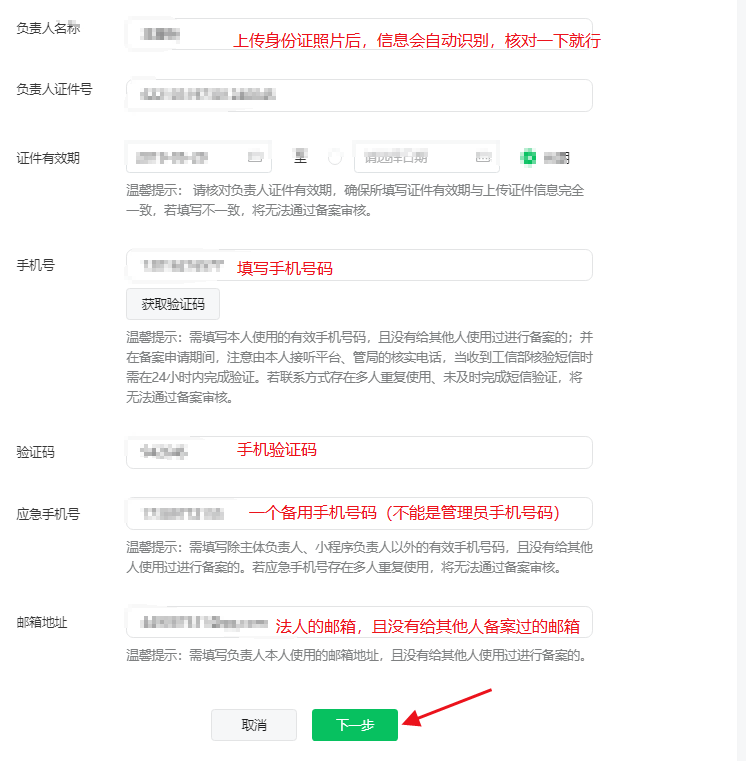 负责人名称
上传身份证照片后，信息会自动识别，核对一下就行
负责人证件号
证件有效期
至
请选择日期
长期
温馨提示： 请核对负责人证件有效期，确保所填写证件有效期与上传证件信息完全
一致，若填写不一致，将无法通过备案审核。
手机号
填写手机号码
获取验证码
温馨提示：需填写本人使用的有效手机号码，且没有给其他人使用过进行备案的；并
在备案申请期间，注意由本人接听平台、管局的核实电话，当收到工信部核验短信时
需在24小时内完成验证。若联系方式存在多人重复使用、未及时完成短信验证，将
无法通过备案审核。
验证码
手机验证码
应急手机号
一个备用手机号码（不能是管理员手机号码）
温馨提示：需填写除主体负责人、小程序负责人以外的有效手机号码，且没有给其他
人使用过进行备案的。若应急手机号存在多人重复使用，将无法通过备案审核。
邮箱地址
法人的邮箱，且没有给其他人备案过的邮箱
温馨提示：需填写负责人本人使用的邮箱地址，且没有给其他人使用过进行备案的。
取消
下一步